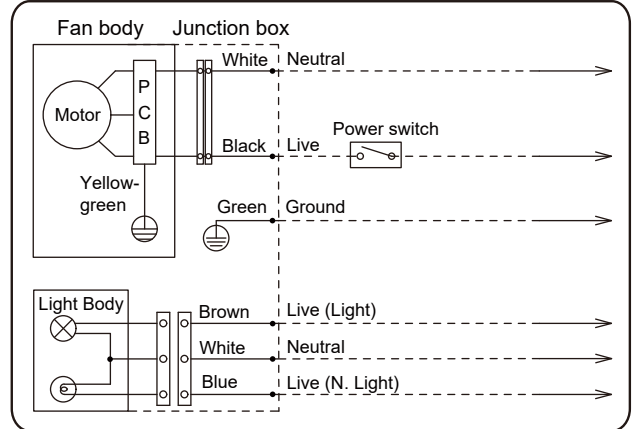 Fan body Junction box
White Neutral
P
C
B
Motor
Power switch
Black Live
Yellow-
green
Green Ground
Light Body
Brown Live (Light)
White Neutral
Blue Live (N. Light)